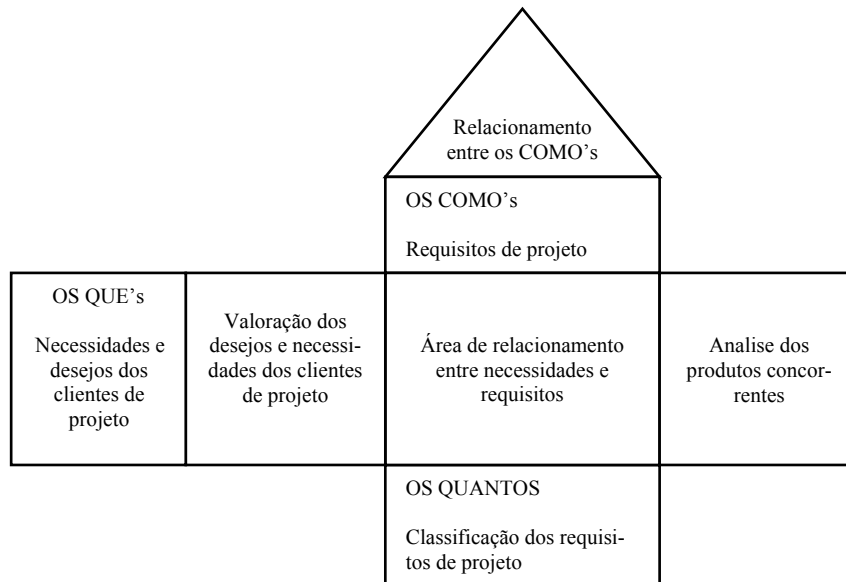 Relacionamento
entre os COMO's
OS COMO's
Requisitos de projeto
OS QUE's
Necessidades e
desejos dos
clientes de
projeto
Valoração dos
desejos e necessi-
dades dos clientes
de projeto
Área de relacionamento
entre necessidades e
requisitos
Analise dos
produtos concor-
rentes
OS QUANTOS
Classificação dos requisi-
tos de projeto